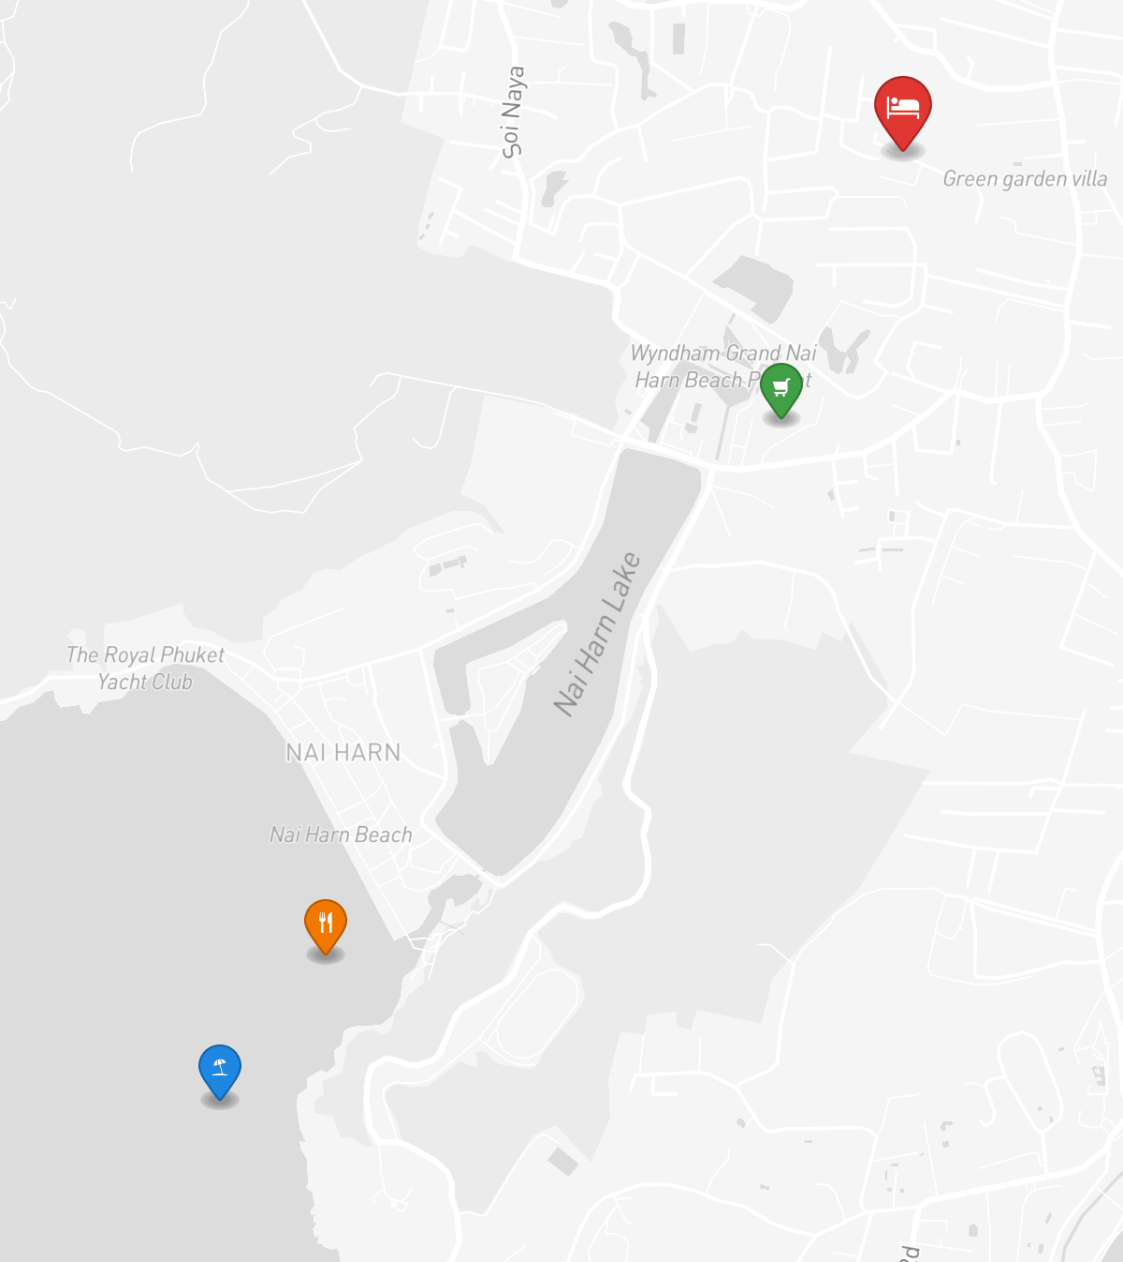 Soi Naya
Green garden villa
Wyndham Grand Nai
Harn Beach
Nai Harn Lake
The Royal Phuket
Yacht Club
NAI HARN
Nai Harn Beach